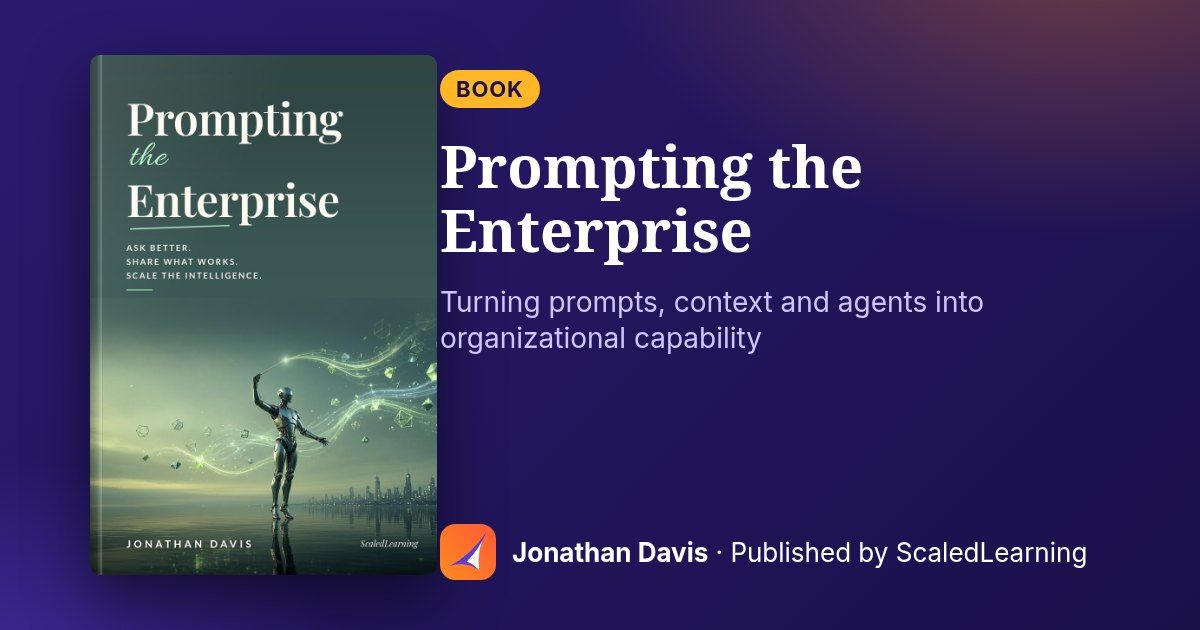 Prompting
the
Enterprise
ASK BETTER.
SHARE WHAT WORKS.
SCALE THE INTELLIGENCE.
JONATHAN DAVIS
ScaledLearning
BOOK
Prompting the
Enterprise
Turning prompts, context and agents into
organizational capability
Jonathan Davis · Published by ScaledLearning